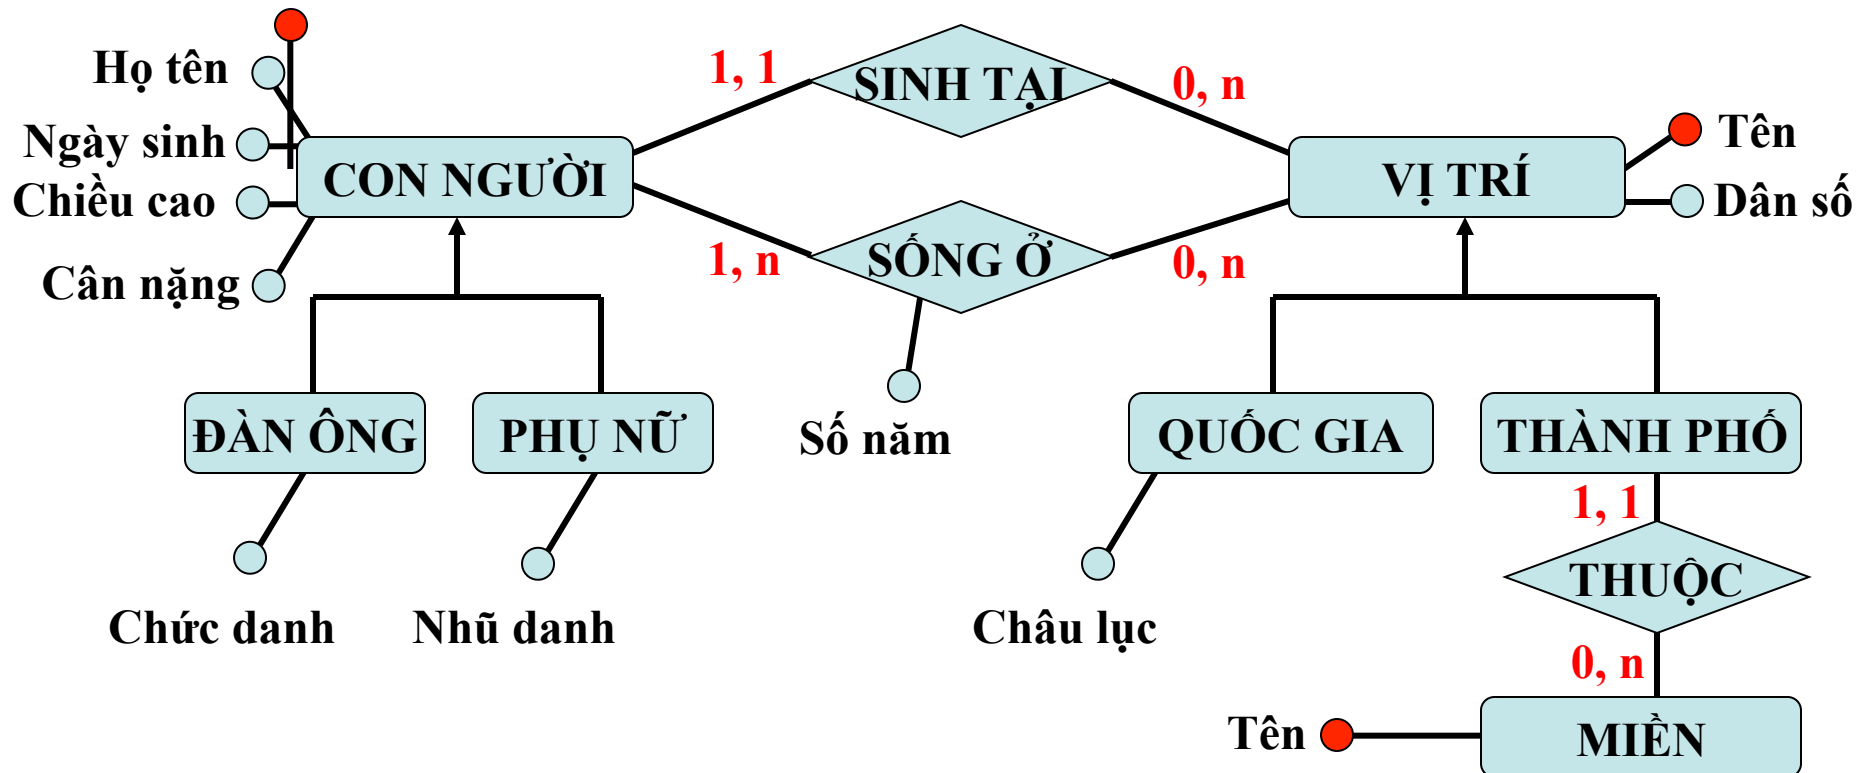 Họ tên
1, 1
SINH TẠI
0, n
Ngày sinh
CON NGƯỜI
VỊ TRÍ
Tên
Chiều cao
Dân số
Cân nặng
1, n
SỐNG Ở
0, n
ĐÀN ÔNG
PHỤ NỮ
Số năm
QUỐC GIA
THÀNH PHỐ
1, 1
THUỘC
Chức danh
Nhũ danh
Châu lục
0, n
Tên
MIỀN